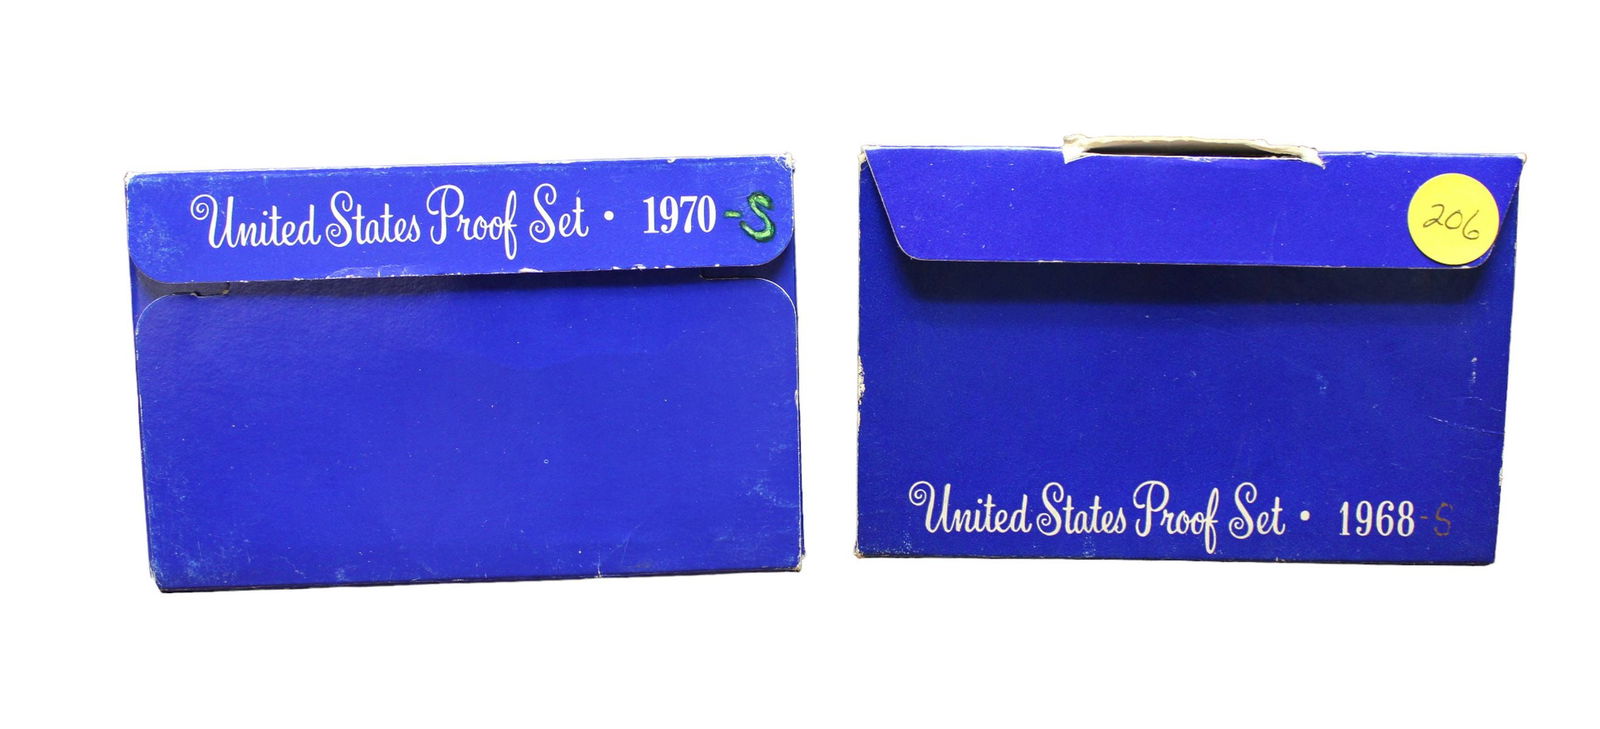 United States Proof Set • 1970-S
206
United States Proof Set • 1968-S